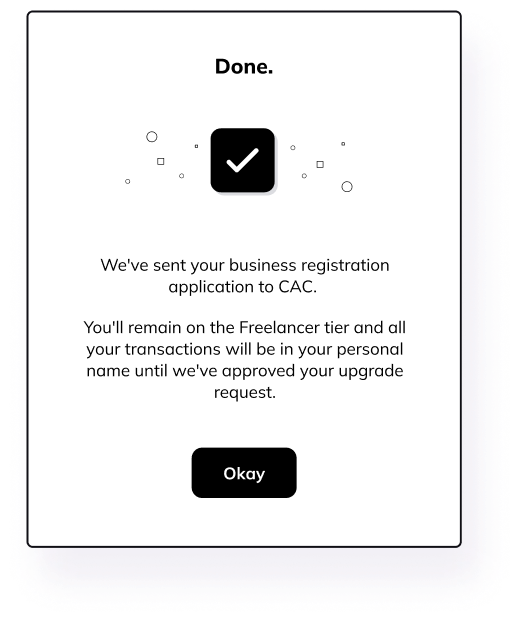 Done.
We've sent your business registration
application to CAC.
You'll remain on the Freelancer tier and all
your transactions will be in your personal
name until we've approved your upgrade
request.
Okay